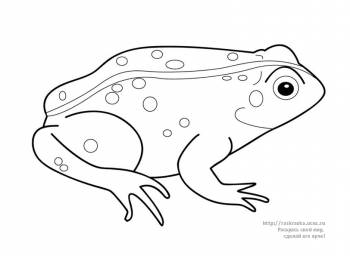 http://raskraska.ucoz.ru
Раскрась свой мир,
сделай его ярче!